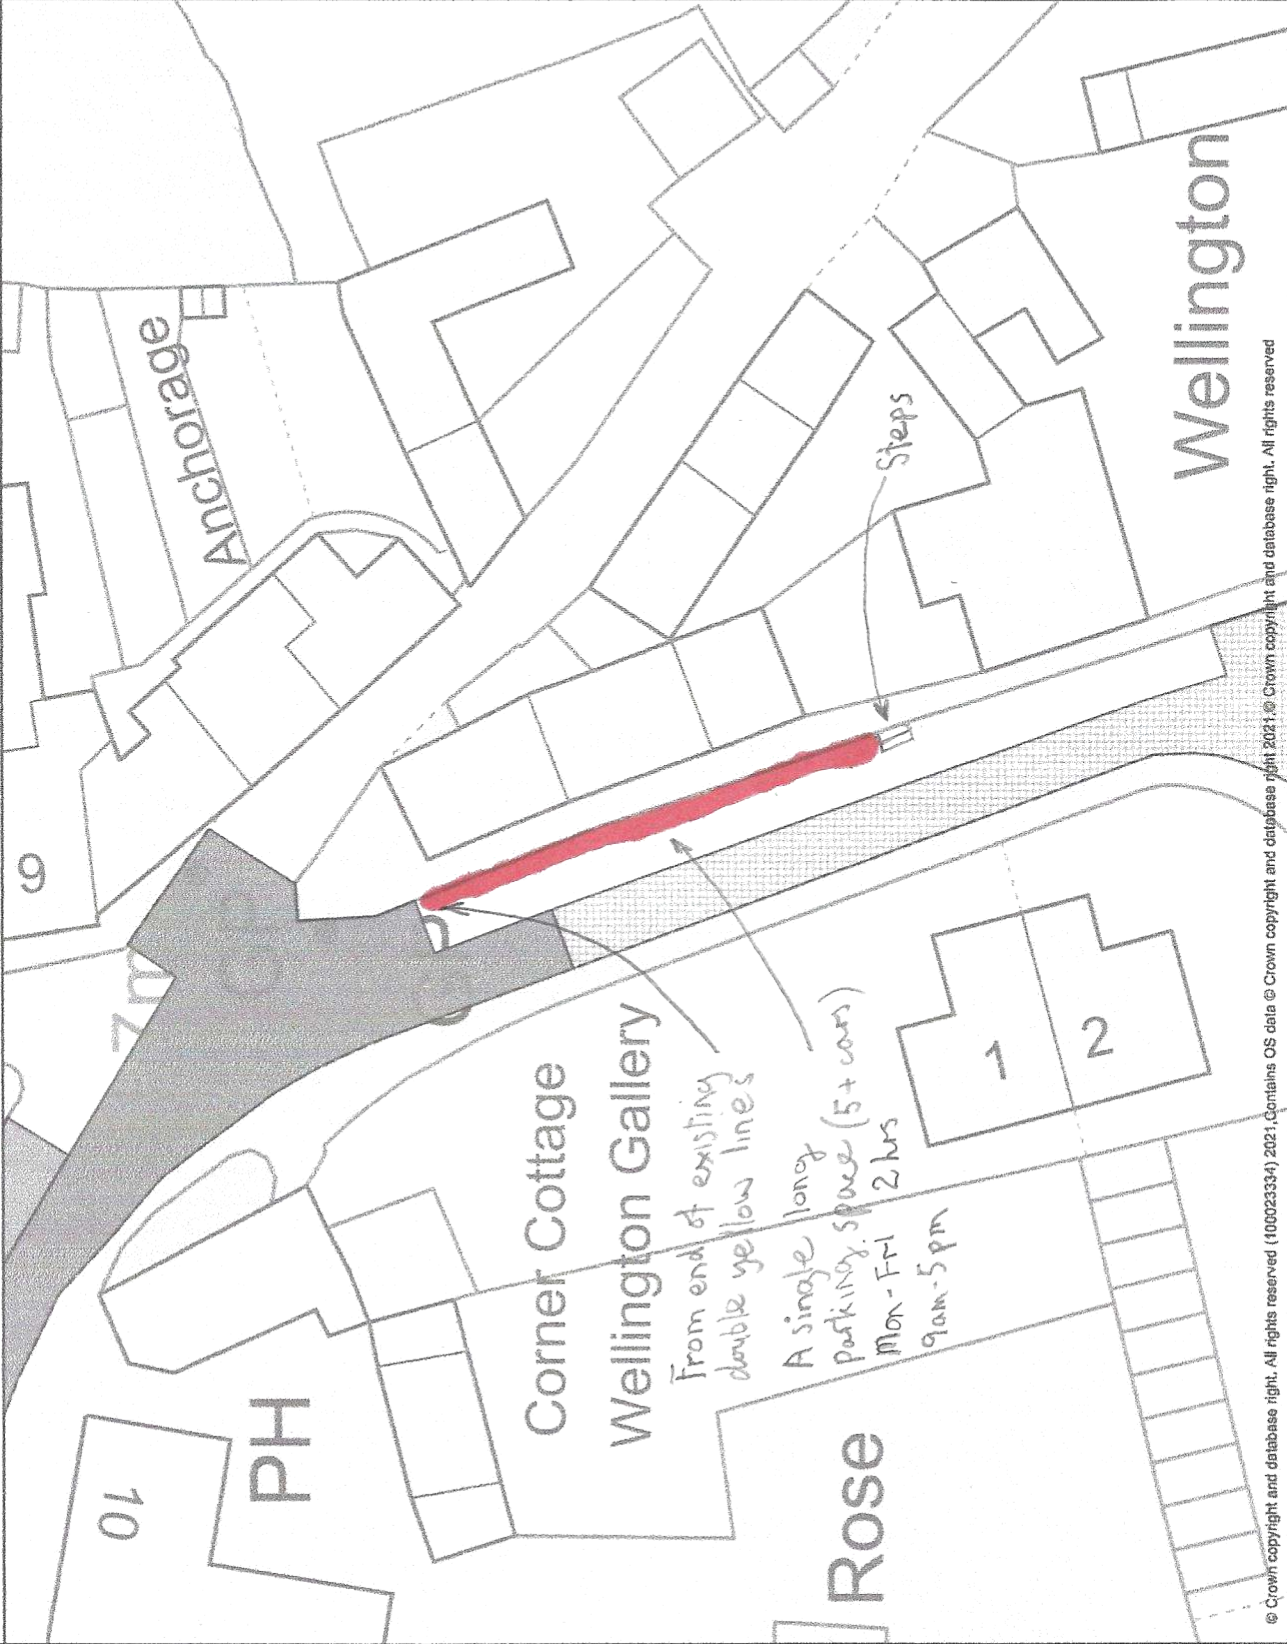 9
Anchorage
7m
Wellington
Steps
10
PH
Corner Cottage
Wellington Gallery
From end of existing
double yellow lines
A single long
parking space (5+ cars)
Mon-Fri 2 hrs
9am-5pm
1
2
Rose
© Crown copyright and database right. All rights reserved (100023334) 2021,Contains OS data © Crown copyright and database right 2021,© Crown copyright and database right. All rights reserved